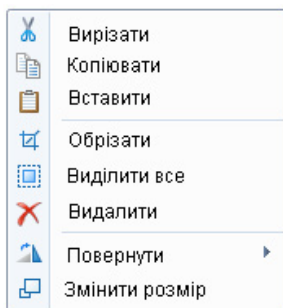 Вирізати
Копіювати
Вставити
Обрізати
Виділити все
Видалити
Повернути
Змінити розмір